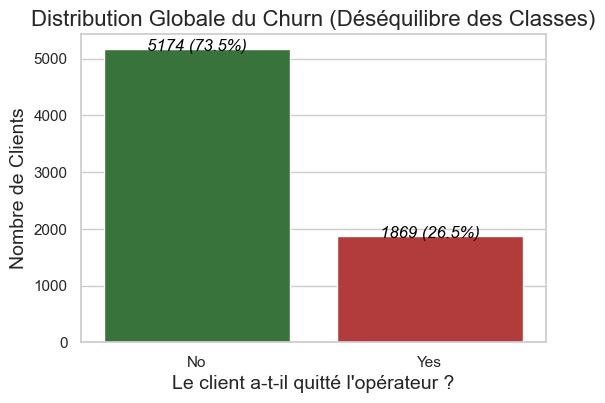 Distribution Globale du Churn (Déséquilibre des Classes)
5174 (73.5%)
1869 (26.5%)
Nombre de Clients
5000
4000
3000
2000
1000
0
No
Yes
Le client a-t-il quitté l'opérateur ?